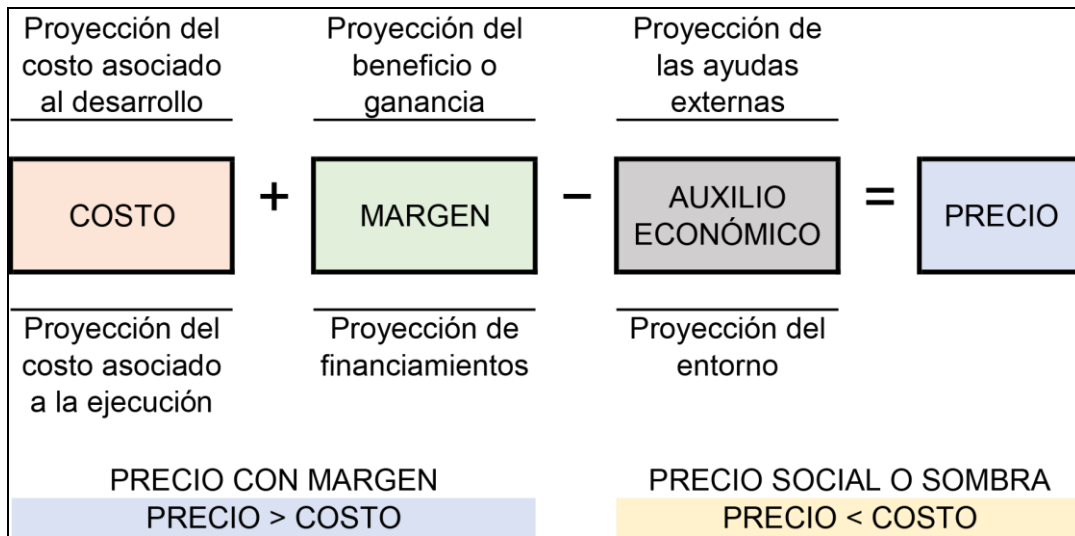 Proyección del
costo asociado
al desarrollo
Proyección del
beneficio o
ganancia
Proyección de
las ayudas
externas
COSTO
+
MARGEN
−
AUXILIO
ECONÓMICO
=
PRECIO
Proyección del
costo asociado
a la ejecución
Proyección de
financiamientos
Proyección del
entorno
PRECIO CON MARGEN
PRECIO > COSTO
PRECIO SOCIAL O SOMBRA
PRECIO < COSTO